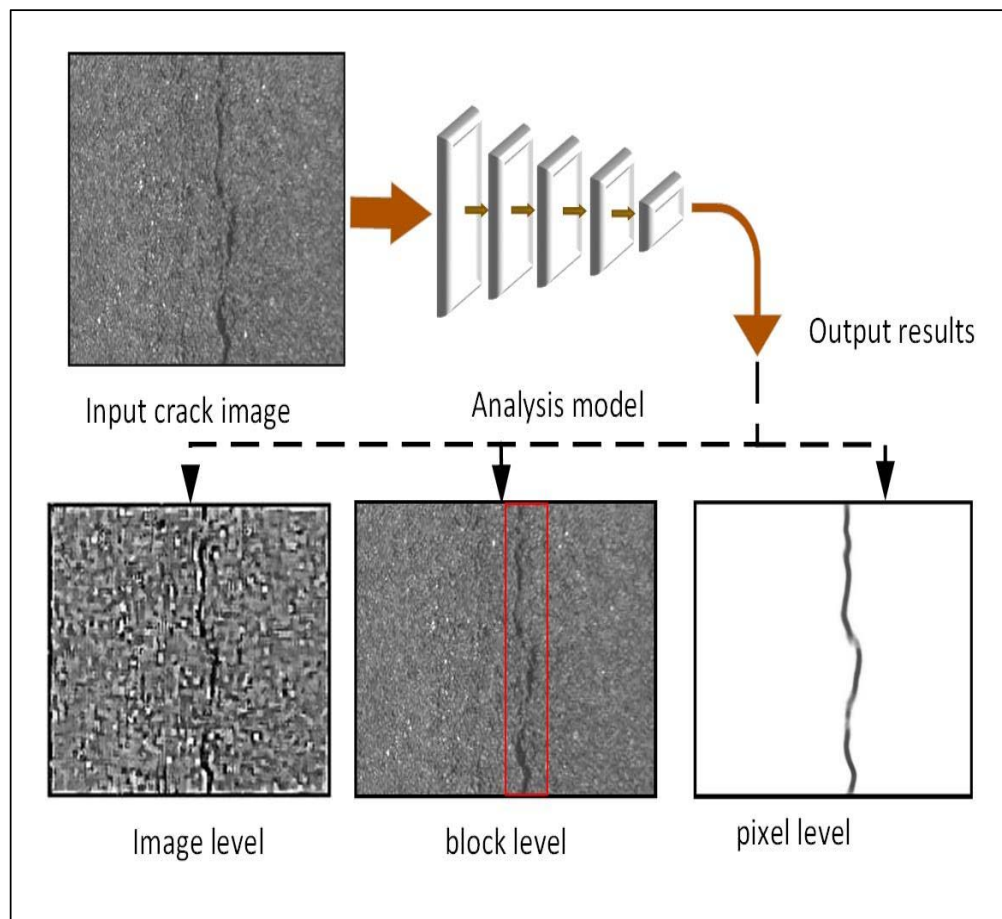 Output results
Input crack image
Analysis model
Image level
block level
pixel level